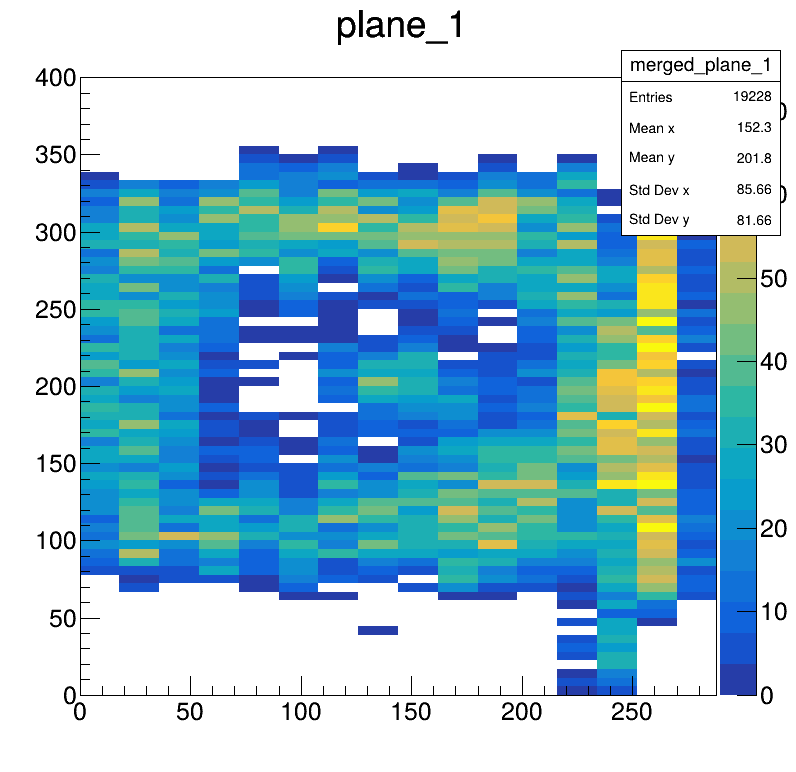 plane_1
merged_plane_1
Entries 19228
Mean x 152.3
Mean y 201.8
Std Dev x 85.66
Std Dev y 81.66
400
350
300
250
200
150
100
50
0
0 50 100 150 200 250
50
40
30
20
10
0